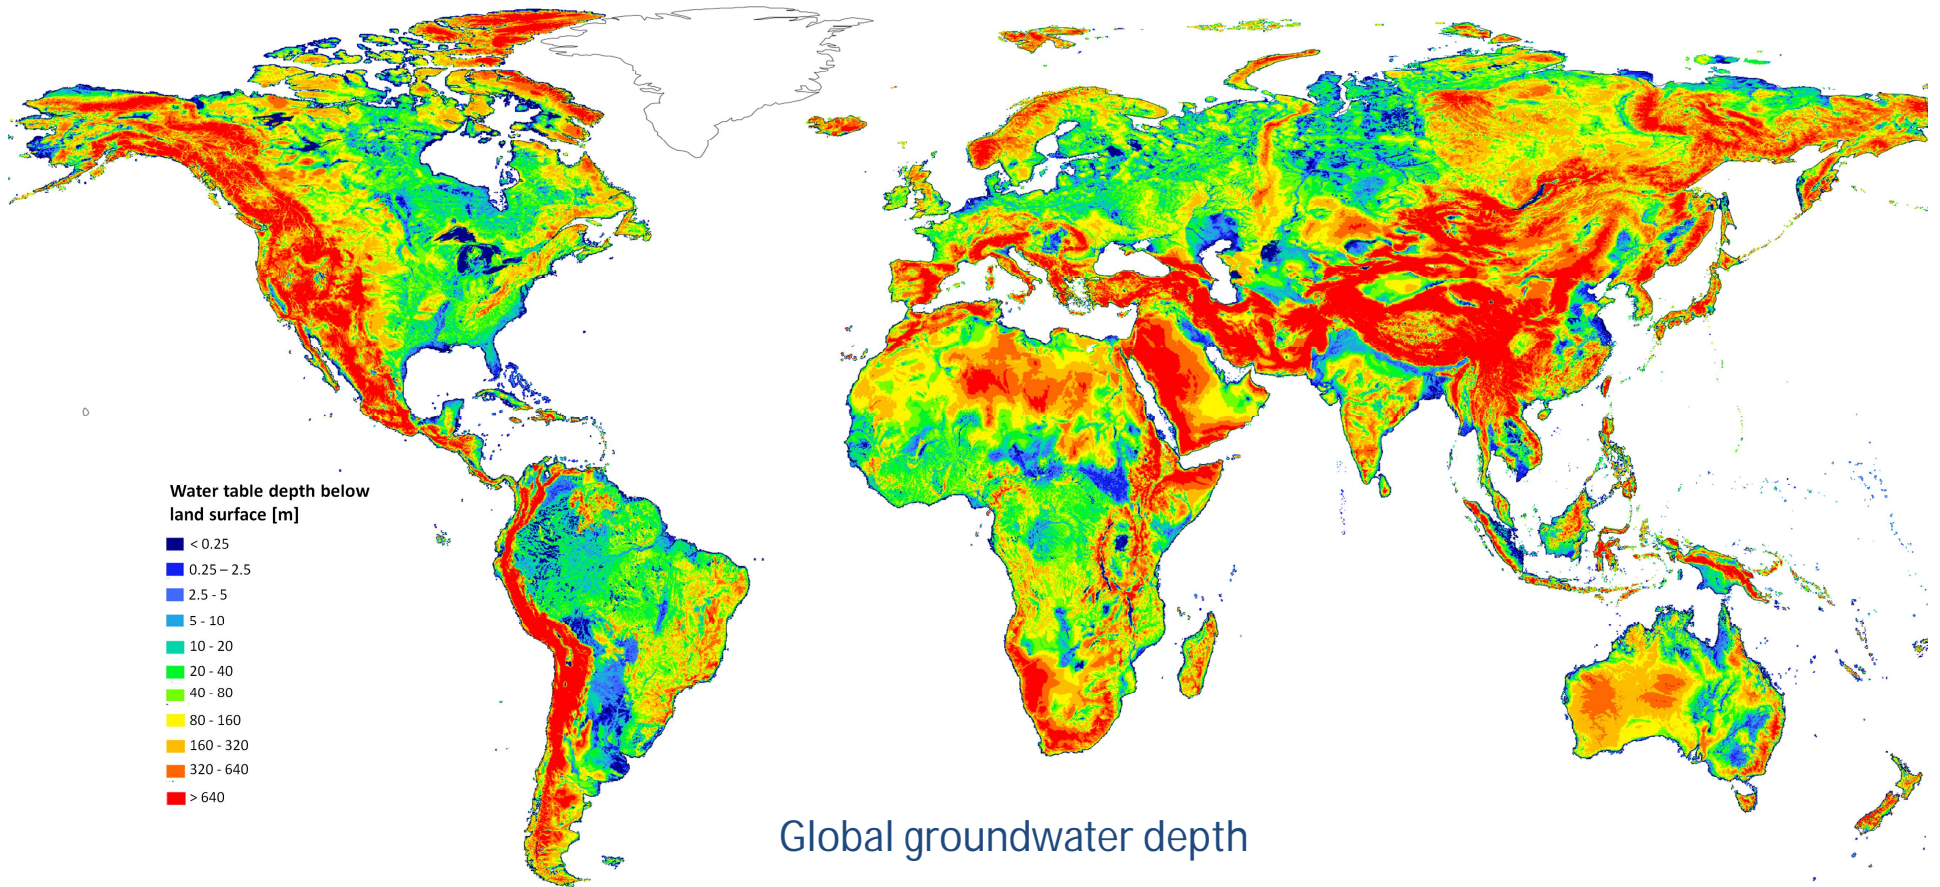 Water table depth below
land surface [m]
< 0.25
0.25 – 2.5
2.5 - 5
5 - 10
10 - 20
20 - 40
40 - 80
80 - 160
160 - 320
320 - 640
> 640
Global groundwater depth